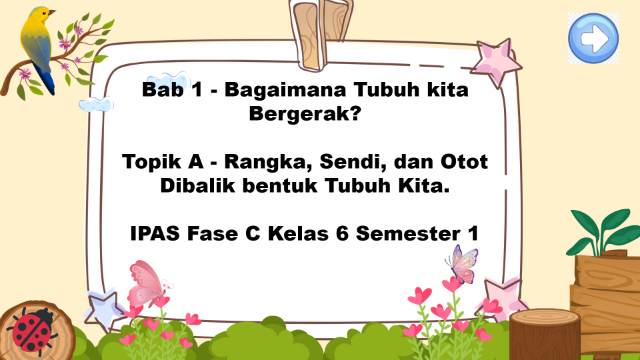 Bab 1 - Bagaimana Tubuh kita
Bergerak?
Topik A - Rangka, Sendi, dan Otot
Dibalik bentuk Tubuh Kita.
IPAS Fase C Kelas 6 Semester 1